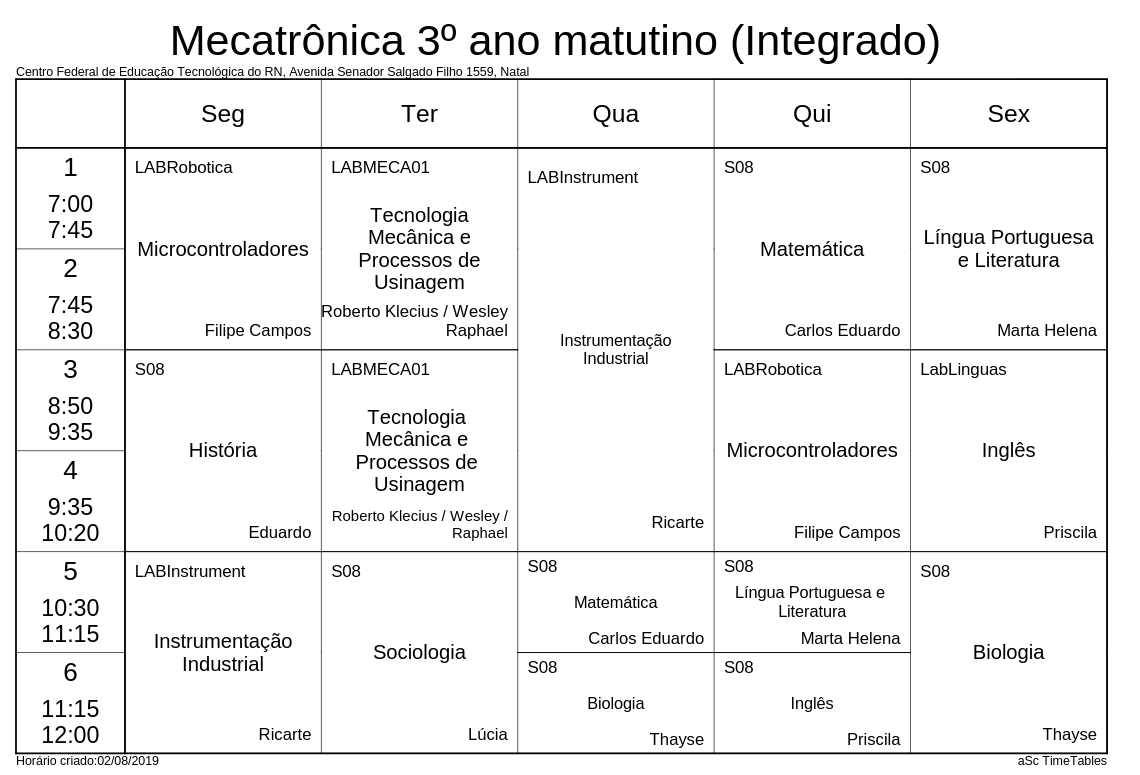 Mecatrônica 3º ano matutino (Integrado)
Centro Federal de Educação Tecnológica do RN, Avenida Senador Salgado Filho 1559, Natal
Seg
Ter
Qua
Qui
Sex
1
7:00
7:45
2
7:45
8:30
LABRobotica
Microcontroladores
Filipe Campos
LABMECA01
Tecnologia
Mecânica e
Processos de
Usinagem
Roberto Klecius / Wesley
Raphael
LABInstrument
Instrumentação
Industrial
Ricarte
S08
Matemática
Carlos Eduardo
S08
Língua Portuguesa
e Literatura
Marta Helena
3
8:50
9:35
4
9:35
10:20
S08
História
Eduardo
LABMECA01
Tecnologia
Mecânica e
Processos de
Usinagem
Roberto Klecius / Wesley /
Raphael
LABRobotica
Microcontroladores
Filipe Campos
LabLinguas
Inglês
Priscila
5
10:30
11:15
6
11:15
12:00
LABInstrument
Instrumentação
Industrial
Ricarte
S08
Sociologia
Lúcia
S08
Matemática
Carlos Eduardo
S08
Língua Portuguesa e
Literatura
Marta Helena
S08
Biologia
Thayse
S08
Biologia
Thayse
S08
Inglês
Priscila
Horário criado:02/08/2019
aSc TimeTables